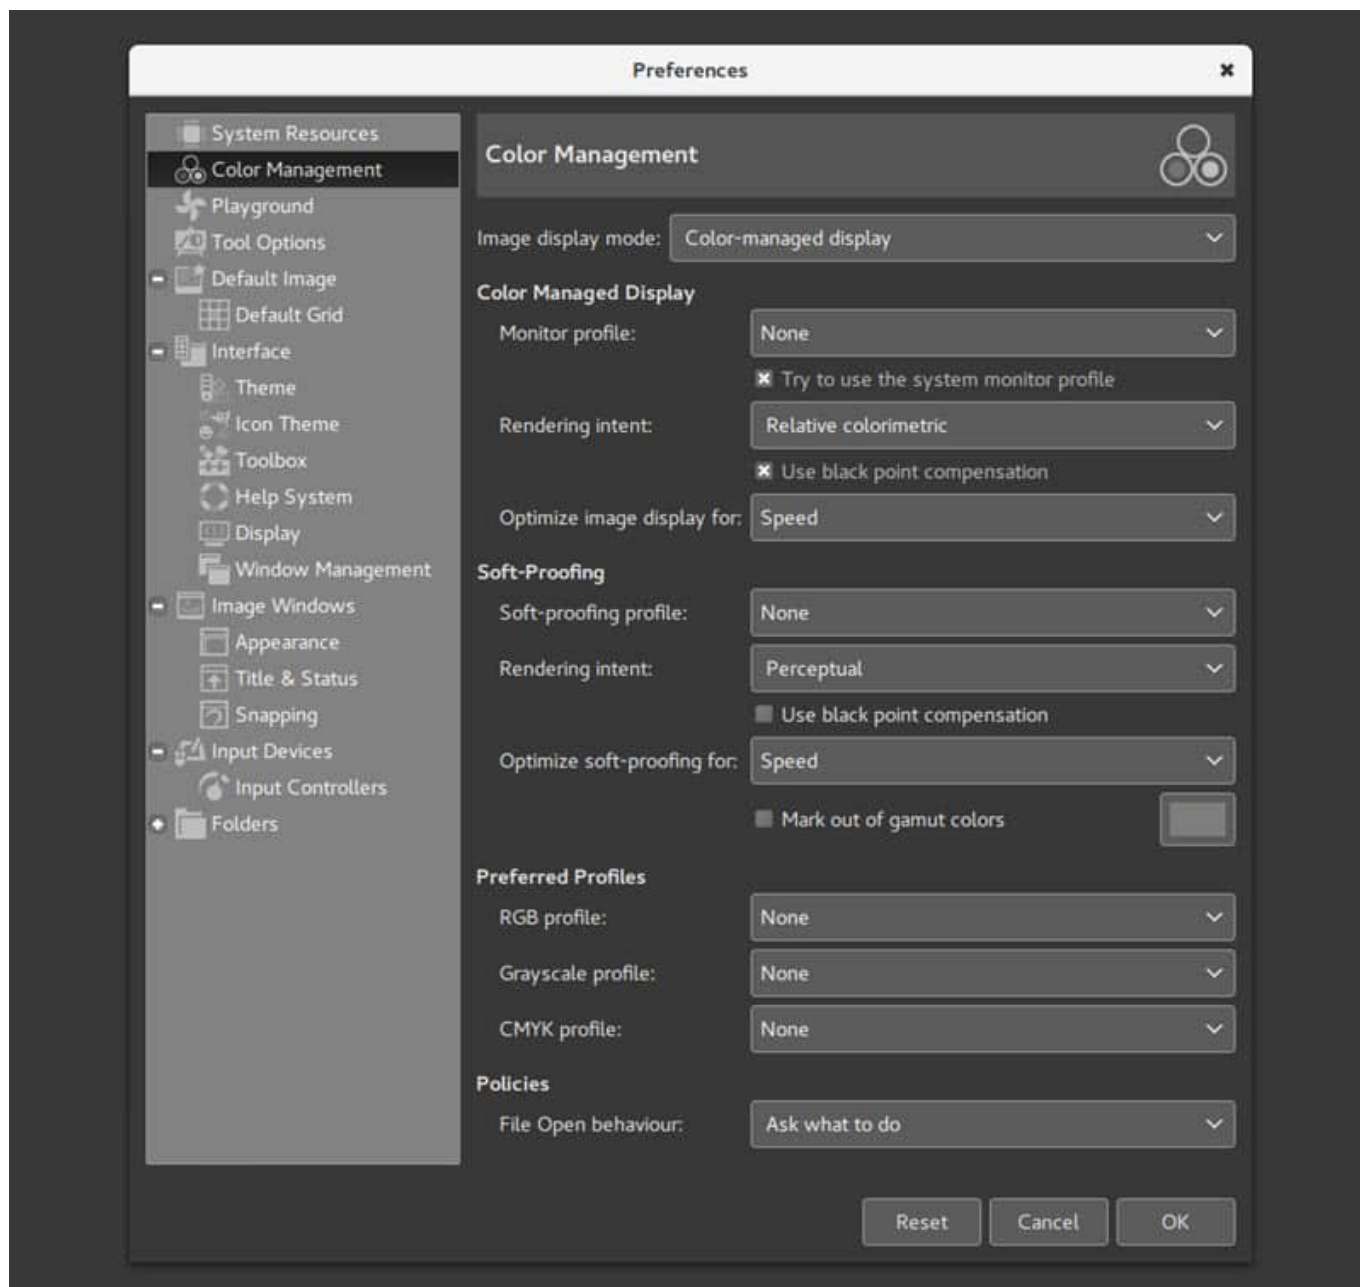 Preferences
System Resources
Color Management
Playground
Tool Options
Default Image
Default Grid
Interface
Theme
Icon Theme
Toolbox
Help System
Display
Window Management
Image Windows
Appearance
Title & Status
Snapping
Input Devices
Input Controllers
Folders
Color Management
Image display mode: Color-managed display
Color Managed Display
Monitor profile: None
Try to use the system monitor profile
Rendering intent: Relative colorimetric
Use black point compensation
Optimize image display for: Speed
Soft-Proofing
Soft-proofing profile: None
Rendering intent: Perceptual
Use black point compensation
Optimize soft-proofing for: Speed
Mark out of gamut colors
Preferred Profiles
RGB profile: None
Grayscale profile: None
CMYK profile: None
Policies
File Open behaviour: Ask what to do
Reset Cancel OK